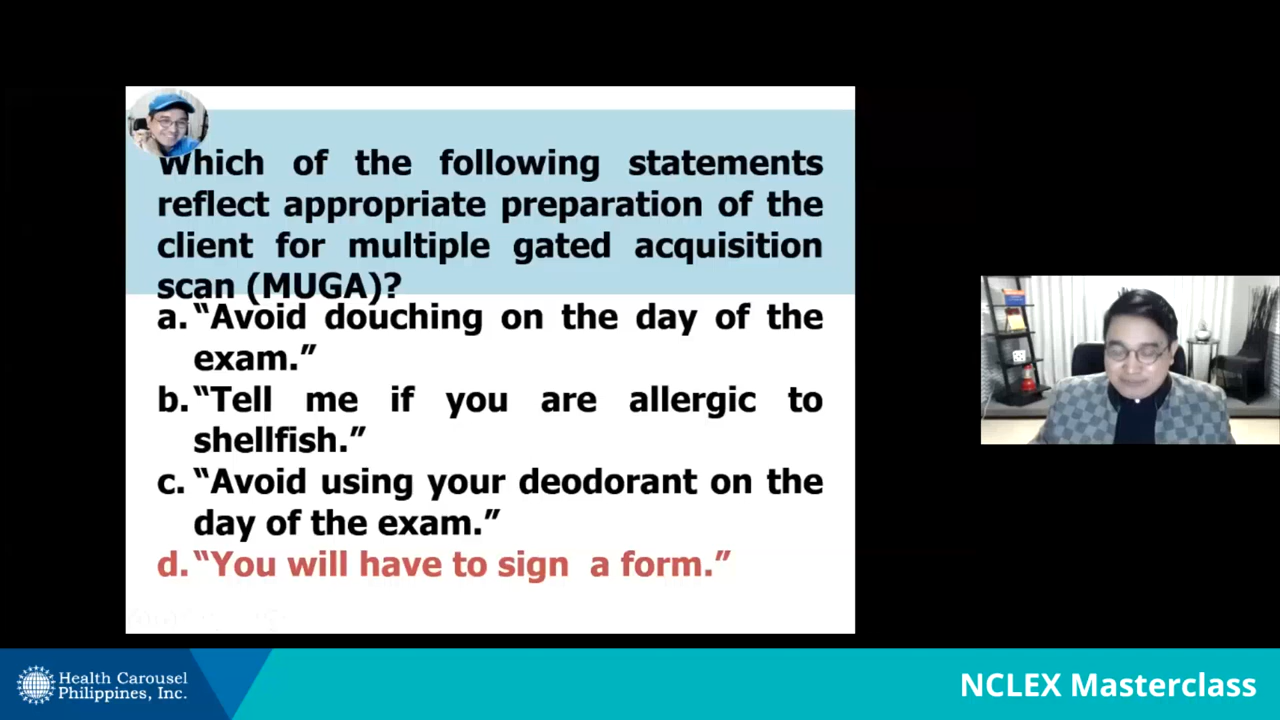 Which of the following statements
reflect appropriate preparation of the
client for multiple gated acquisition
scan (MUGA)?
a. “Avoid douching on the day of the
exam.”
b. “Tell me if you are allergic to
shellfish.”
c. “Avoid using your deodorant on the
day of the exam.”
d. “You will have to sign a form.”
Health Carousel
Philippines, Inc.
NCLEX Masterclass